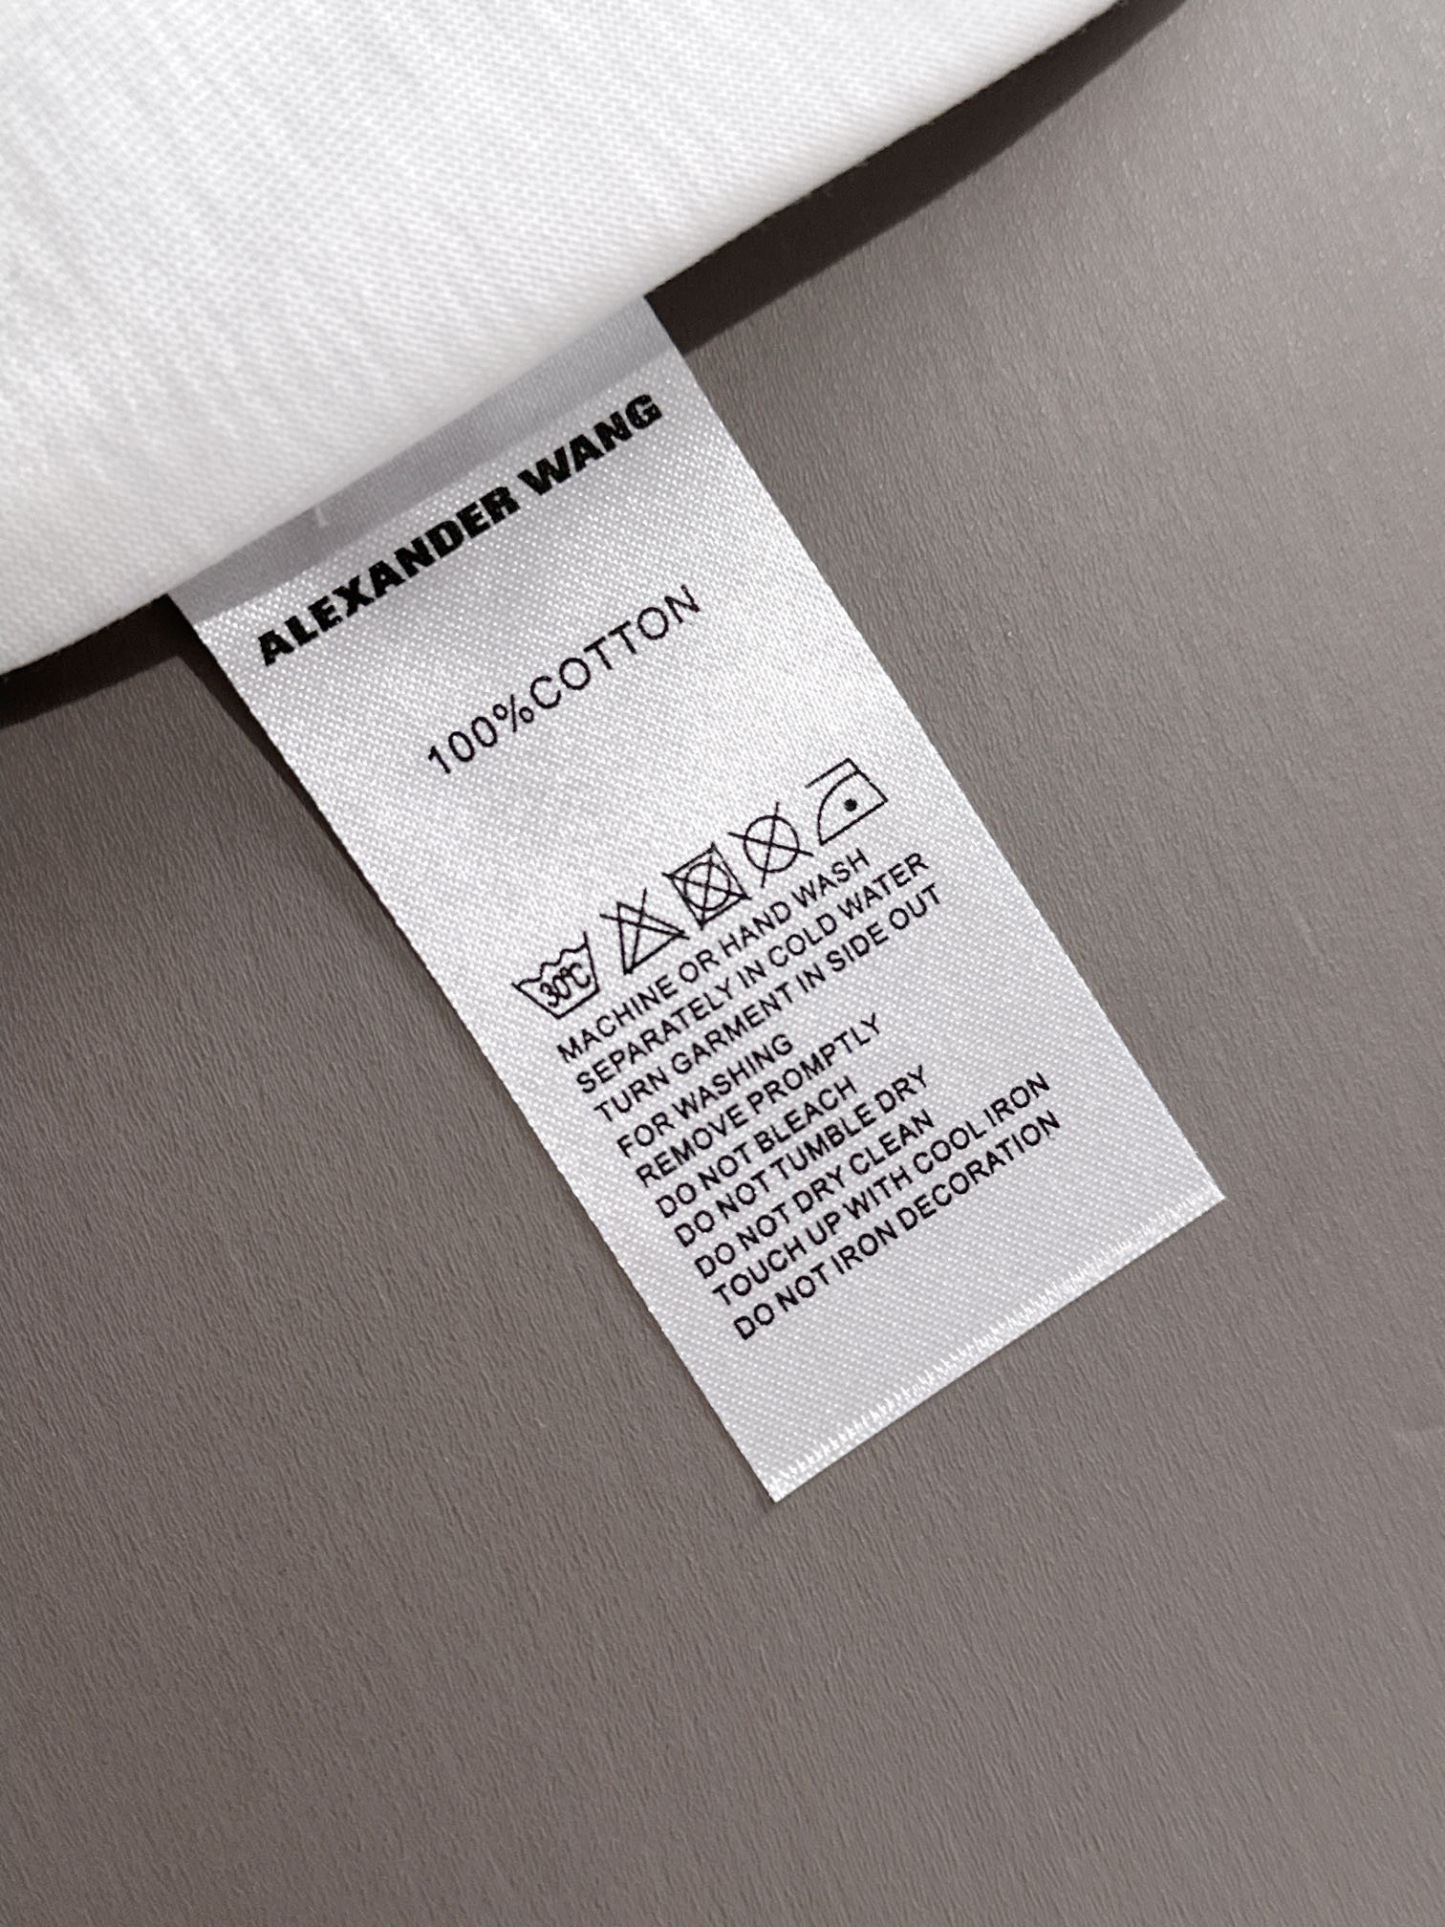 ALEXANDER WANG
100%COTTON
30°C
MACHINE OR HAND WASH
SEPARATELY IN COLD WATER
TURN GARMENT IN SIDE OUT
FOR WASHING
REMOVE PROMPTLY
DO NOT BLEACH
DO NOT TUMBLE DRY
DO NOT DRY CLEAN
TOUCH UP WITH COOL IRON
DO NOT IRON DECORATION